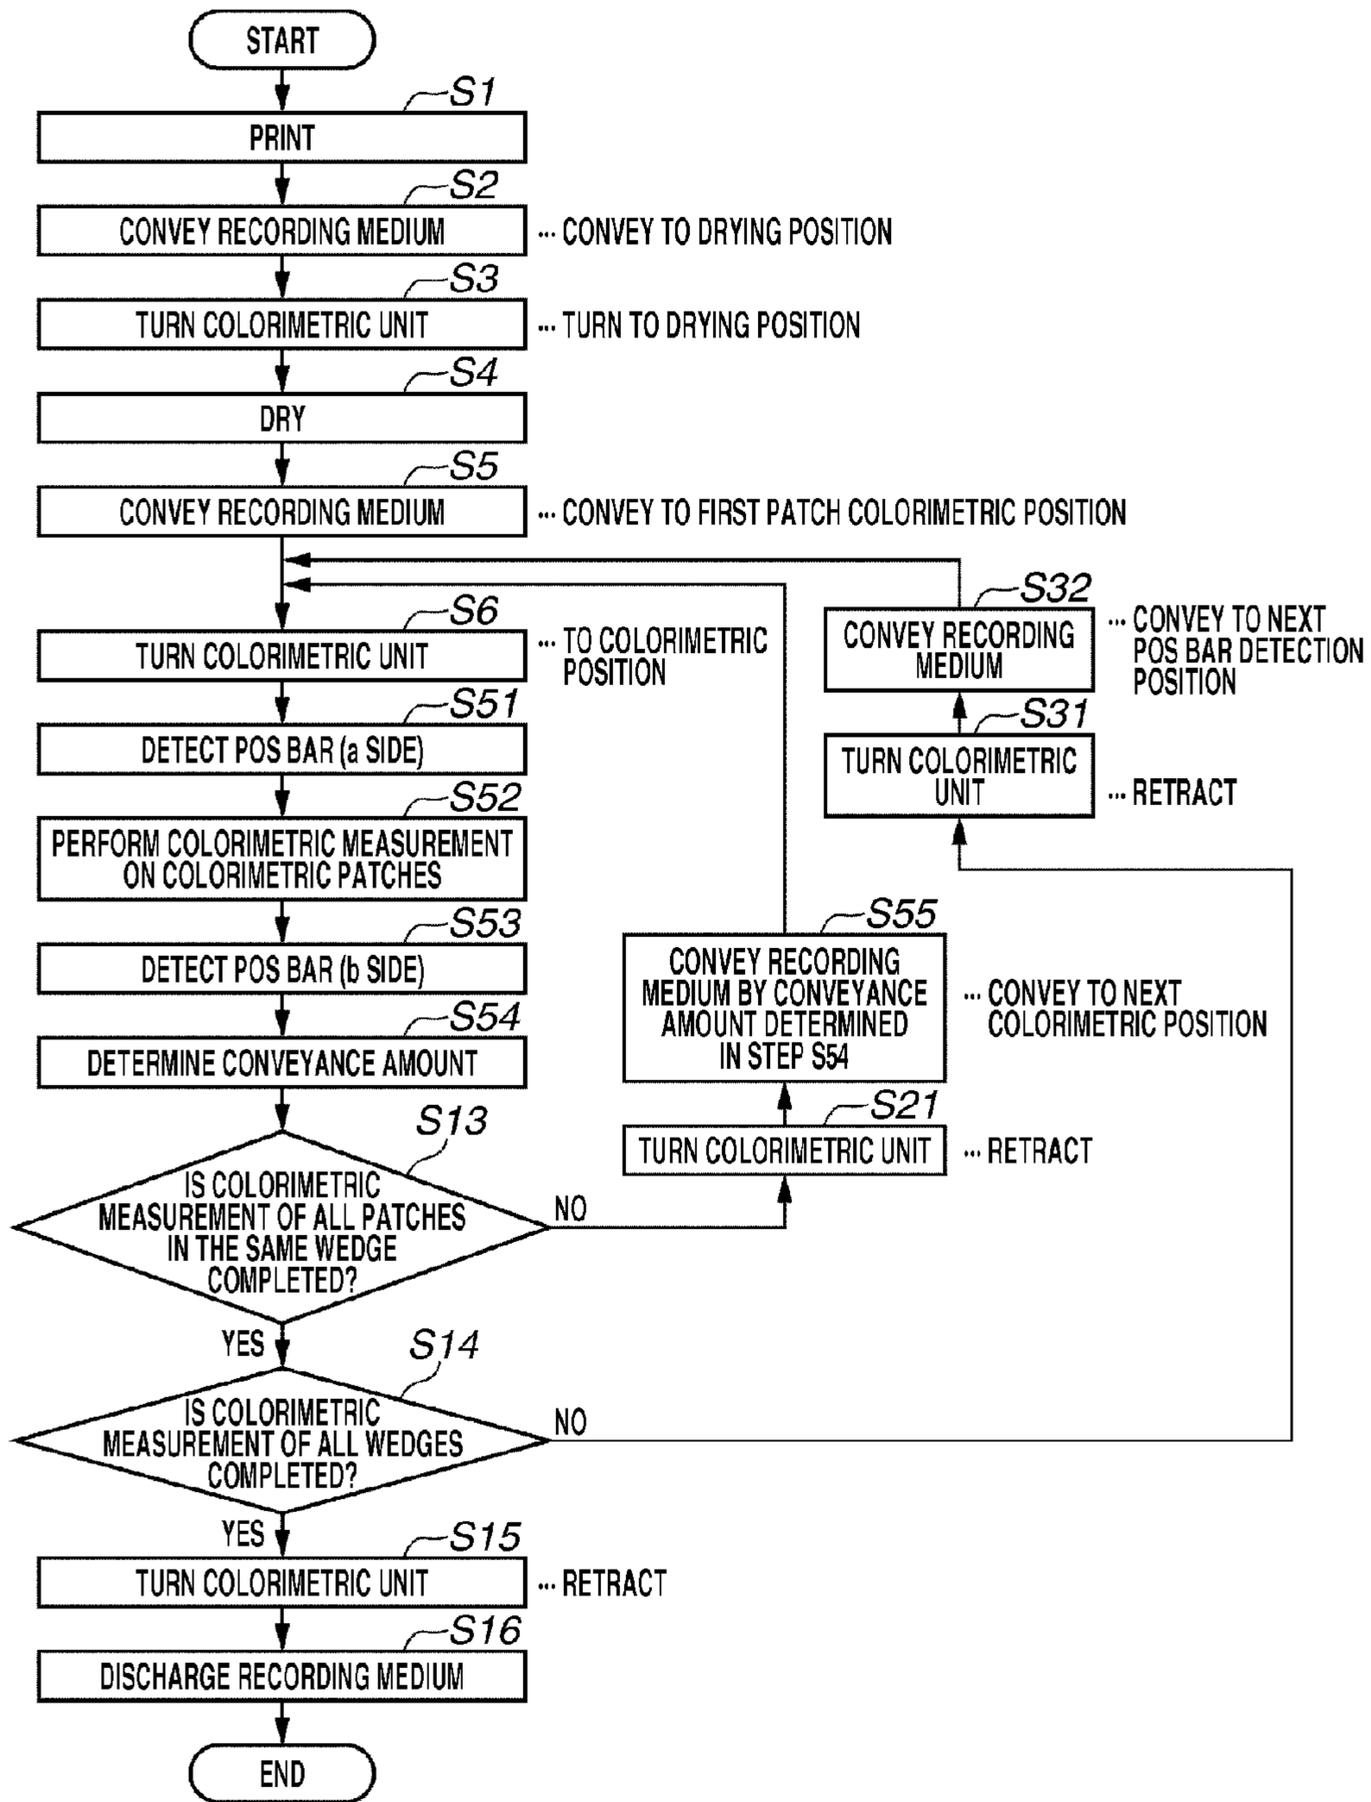 START
S1
PRINT
S2
CONVEY RECORDING MEDIUM
··· CONVEY TO DRYING POSITION
S3
TURN COLORIMETRIC UNIT
··· TURN TO DRYING POSITION
S4
DRY
S5
CONVEY RECORDING MEDIUM
··· CONVEY TO FIRST PATCH COLORIMETRIC POSITION
S6
TURN COLORIMETRIC UNIT
··· TO COLORIMETRIC
POSITION
S51
DETECT POS BAR (a SIDE)
S52
PERFORM COLORIMETRIC MEASUREMENT
ON COLORIMETRIC PATCHES
S53
DETECT POS BAR (b SIDE)
S54
DETERMINE CONVEYANCE AMOUNT
S13
IS COLORIMETRIC
MEASUREMENT OF ALL PATCHES
IN THE SAME WEDGE
COMPLETED?
NO
YES
S21
TURN COLORIMETRIC UNIT
··· RETRACT
S55
CONVEY RECORDING
MEDIUM BY CONVEYANCE
AMOUNT DETERMINED
IN STEP S54
··· CONVEY TO NEXT
COLORIMETRIC POSITION
S14
IS COLORIMETRIC
MEASUREMENT OF ALL WEDGES
COMPLETED?
NO
YES
S31
TURN COLORIMETRIC
UNIT
··· RETRACT
S32
CONVEY RECORDING
MEDIUM
··· CONVEY TO NEXT
POS BAR DETECTION
POSITION
S15
TURN COLORIMETRIC UNIT
··· RETRACT
S16
DISCHARGE RECORDING MEDIUM
END